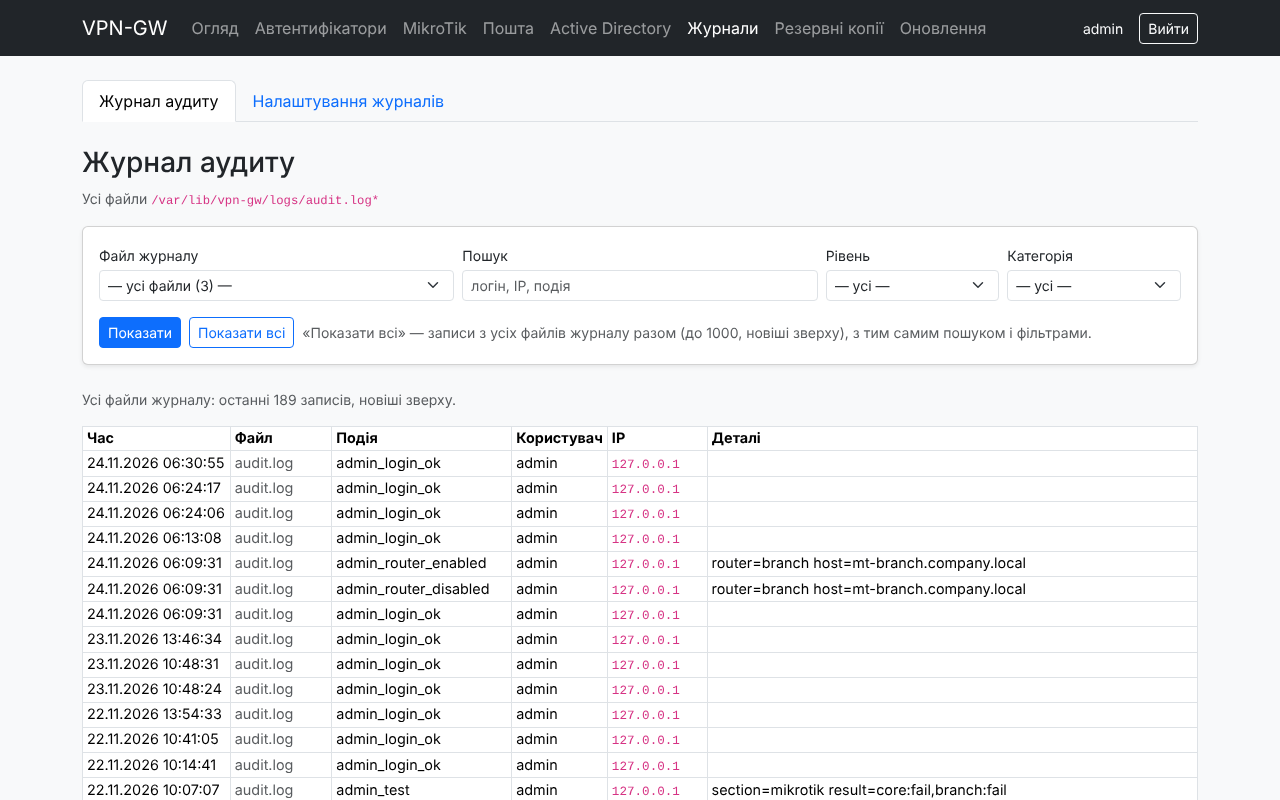 VPN-GW Огляд Автентифікатори MikroTik Пошта Active Directory Журнали Резервні копії Оновлення admin Вийти
Журнал аудиту Налаштування журналів
Журнал аудиту
Усі файли /var/lib/vpn-gw/logs/audit.log*
Файл журналу Пошук Рівень Категорія
— усі файли (3) — логін, IP, подія — усі — — усі —
Показати Показати всі «Показати всі» — записи з усіх файлів журналу разом (до 1000, новіші зверху), з тим самим пошуком і фільтрами.
Усі файли журналу: останні 189 записів, новіші зверху.
Час Файл Подія Користувач IP Деталі
24.11.2026 06:30:55 audit.log admin_login_ok admin 127.0.0.1
24.11.2026 06:24:17 audit.log admin_login_ok admin 127.0.0.1
24.11.2026 06:24:06 audit.log admin_login_ok admin 127.0.0.1
24.11.2026 06:13:08 audit.log admin_login_ok admin 127.0.0.1
24.11.2026 06:09:31 audit.log admin_router_enabled admin 127.0.0.1 router=branch host=mt-branch.company.local
24.11.2026 06:09:31 audit.log admin_router_disabled admin 127.0.0.1 router=branch host=mt-branch.company.local
24.11.2026 06:09:31 audit.log admin_login_ok admin 127.0.0.1
23.11.2026 13:46:34 audit.log admin_login_ok admin 127.0.0.1
23.11.2026 10:48:31 audit.log admin_login_ok admin 127.0.0.1
23.11.2026 10:48:24 audit.log admin_login_ok admin 127.0.0.1
22.11.2026 13:54:33 audit.log admin_login_ok admin 127.0.0.1
22.11.2026 10:41:05 audit.log admin_login_ok admin 127.0.0.1
22.11.2026 10:14:41 audit.log admin_login_ok admin 127.0.0.1
22.11.2026 10:07:07 audit.log admin_test admin 127.0.0.1 section=mikrotik result=core:fail,branch:fail